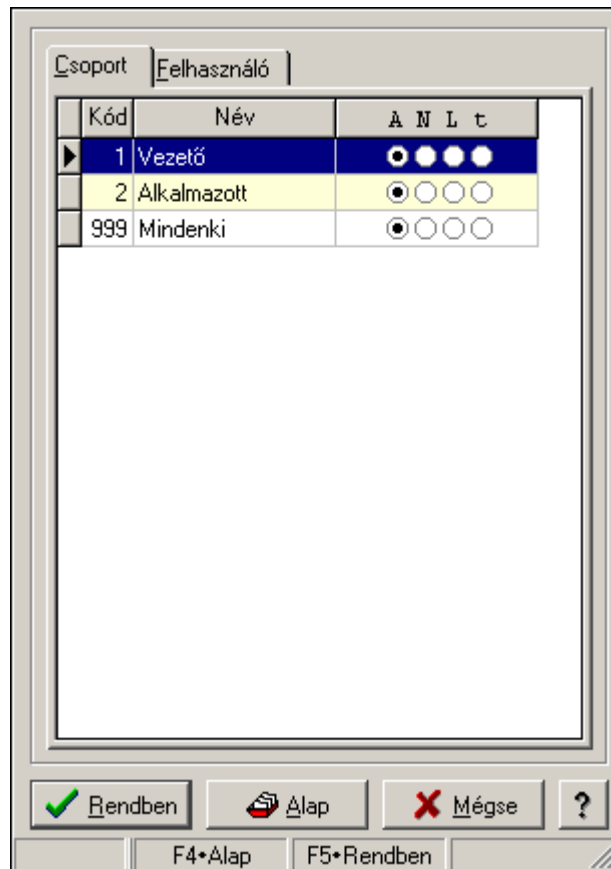 Csoport Felhasználó
Kód Név A N L t
1 Vezető
2 Alkalmazott
999 Mindenki
Rendben Alap Mégse ?
F4•Alap F5•Rendben